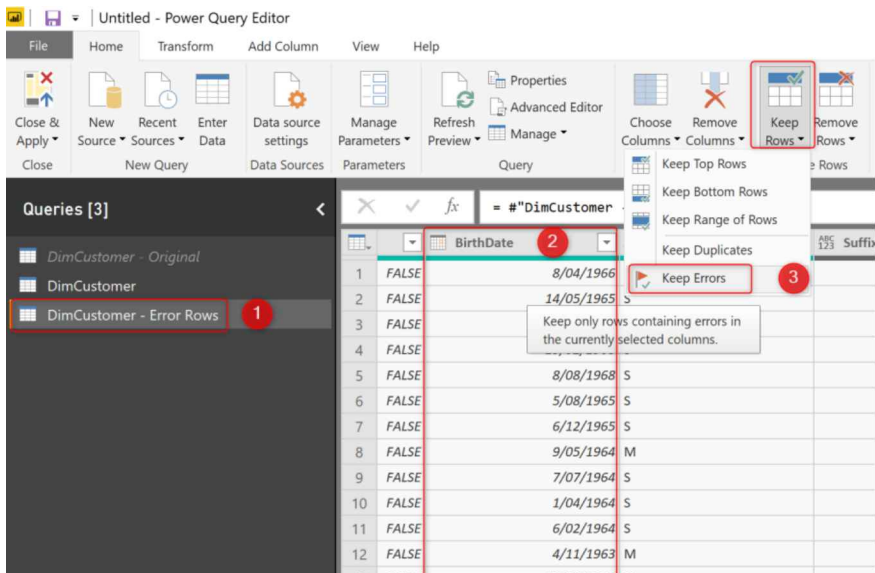 Untitled - Power Query Editor
File Home Transform Add Column View Help
Close & Apply
New Source
Recent Sources
Enter Data
Data source settings
Manage Parameters
Refresh Preview
Properties
Advanced Editor
Manage
Choose Columns
Remove Columns
Keep Rows
Remove Rows
Close New Query Data Sources Parameters Query Rows
Keep Top Rows
Keep Bottom Rows
Keep Range of Rows
Keep Duplicates
Keep Errors 3
Keep only rows containing errors in
the currently selected columns.
Queries [3]
DimCustomer - Original
DimCustomer
DimCustomer - Error Rows 1
fx = #"DimCustomer
BirthDate 2 ABC 123 Suffix
1 FALSE 8/04/1966
2 FALSE 14/05/1965 S
3 FALSE
4 FALSE
5 FALSE 8/08/1968 S
6 FALSE 5/08/1965 S
7 FALSE 6/12/1965 S
8 FALSE 9/05/1964 M
9 FALSE 7/07/1964 S
10 FALSE 1/04/1964 S
11 FALSE 6/02/1964 S
12 FALSE 4/11/1963 M